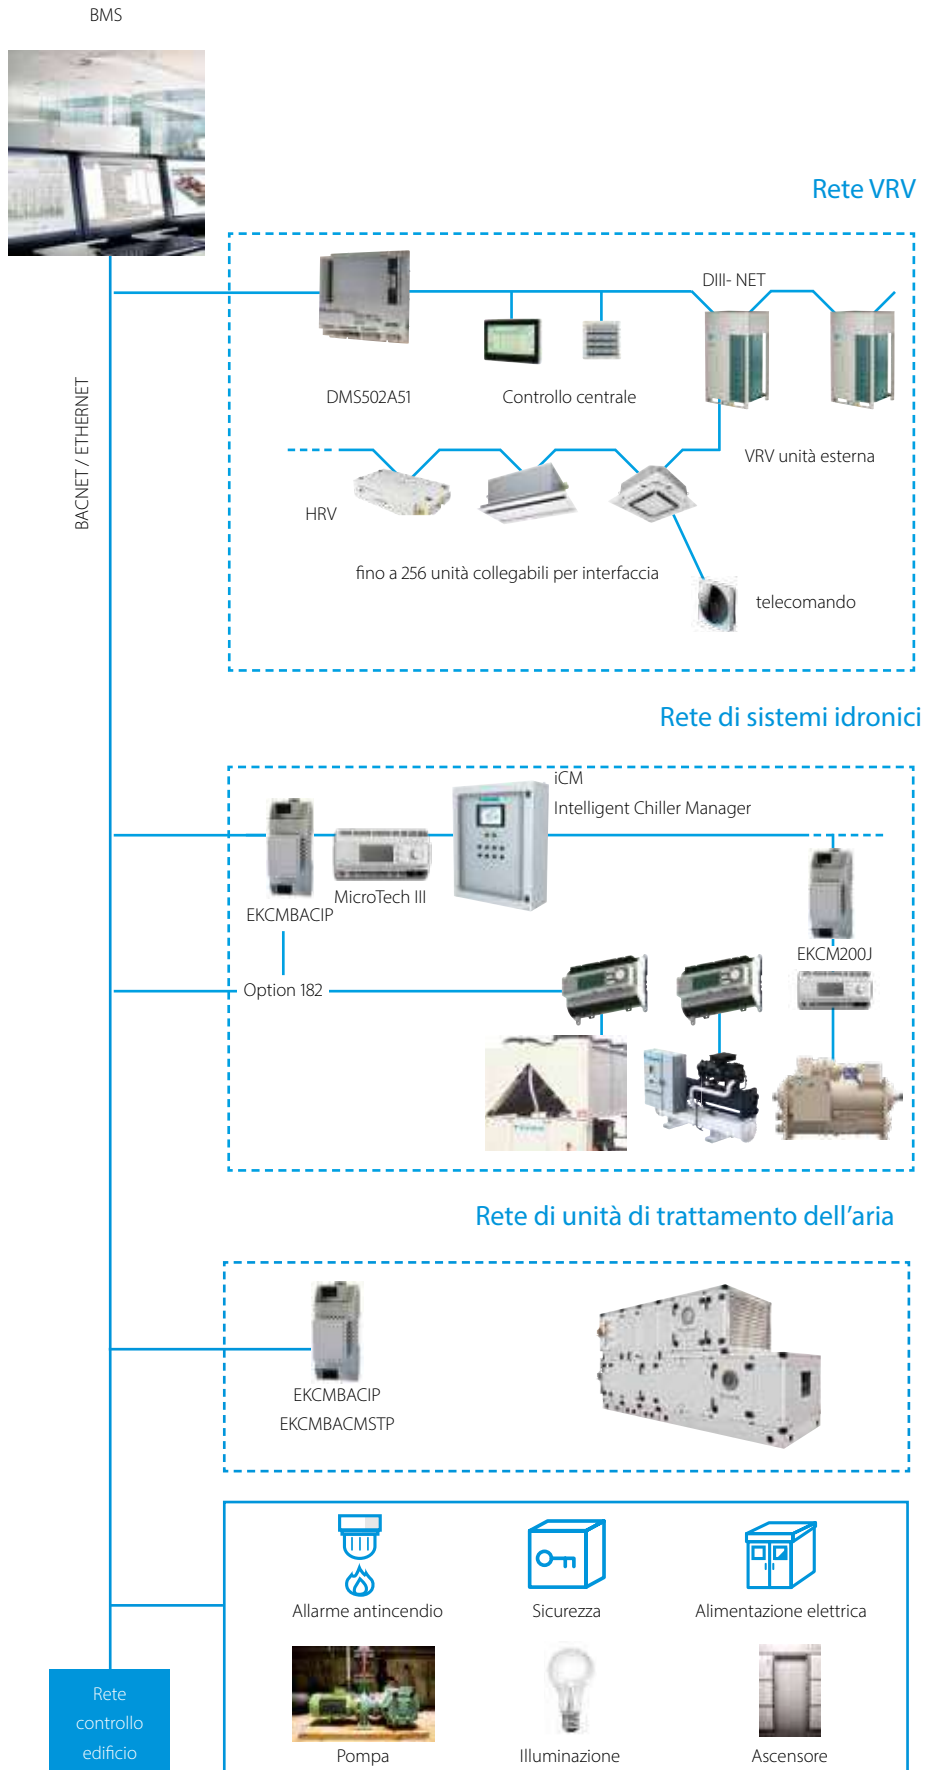 BMS
Rete VRV
DIII- NET
DMS502A51
Controllo centrale
BACNET / ETHERNET
VRV unità esterna
HRV
fino a 256 unità collegabili per interfaccia
telecomando
Rete di sistemi idronici
iCM
Intelligent Chiller Manager
MicroTech III
EKCMBACIP
EKCM200J
Option 182
Rete di unità di trattamento dell’aria
EKCMBACIP
EKCMBACMSTP
Allarme antincendio
Sicurezza
Alimentazione elettrica
Rete
controllo
edificio
Pompa
Illuminazione
Ascensore